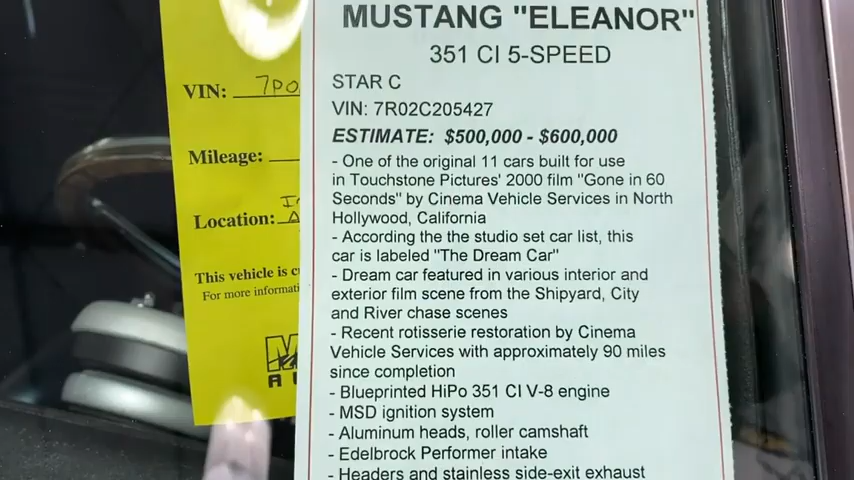 MUSTANG "ELEANOR"
351 CI 5-SPEED
STAR C
VIN: 7R02C205427
ESTIMATE: $500,000 - $600,000
- One of the original 11 cars built for use
in Touchstone Pictures' 2000 film "Gone in 60
Seconds" by Cinema Vehicle Services in North
Hollywood, California
- According the the studio set car list, this
car is labeled "The Dream Car"
- Dream car featured in various interior and
exterior film scene from the Shipyard, City
and River chase scenes
- Recent rotisserie restoration by Cinema
Vehicle Services with approximately 90 miles
since completion
- Blueprinted HiPo 351 CI V-8 engine
- MSD ignition system
- Aluminum heads, roller camshaft
- Edelbrock Performer intake
- Headers and stainless side-exit exhaust
VIN: 7P0
Mileage:
Location:
This vehicle is
For more